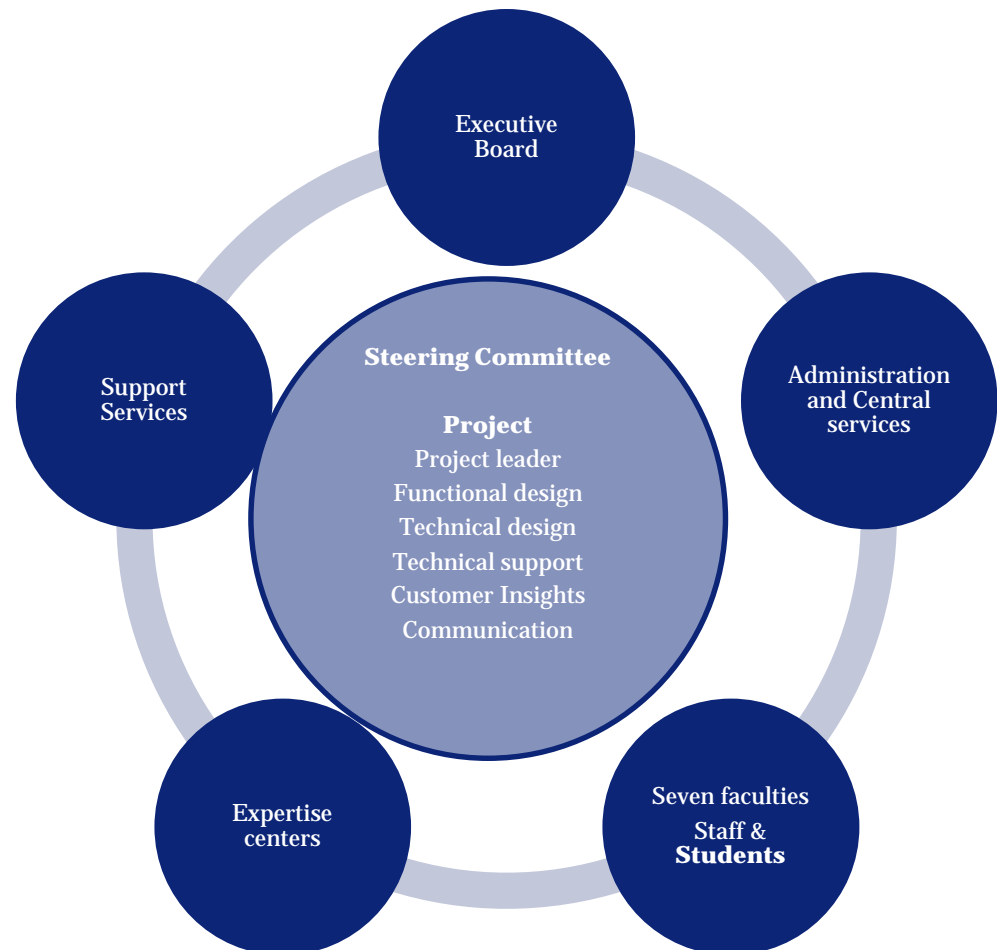 Executive
Board
Support
Services
Steering Committee
Project
Project leader
Functional design
Technical design
Technical support
Customer Insights
Communication
Administration
and Central
services
Expertise
centers
Seven faculties
Staff &
Students